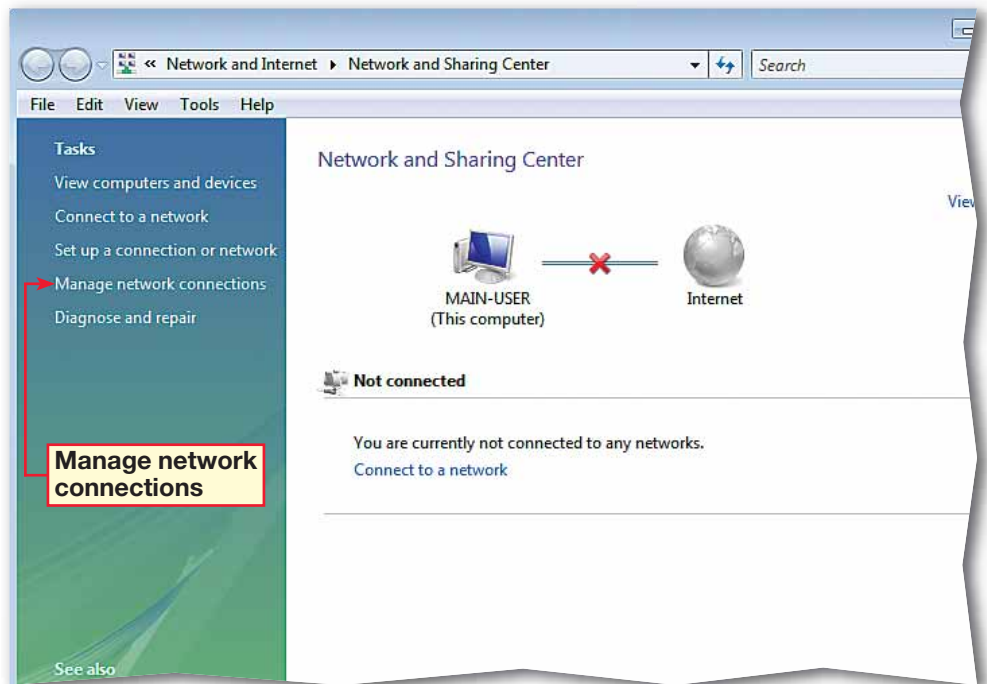 « Network and Internet ▸ Network and Sharing Center
Search
File Edit View Tools Help
Tasks
View computers and devices
Connect to a network
Set up a connection or network
Manage network connections
Diagnose and repair
Manage network
connections
See also
Network and Sharing Center
MAIN-USER
(This computer)
Internet
Not connected
You are currently not connected to any networks.
Connect to a network